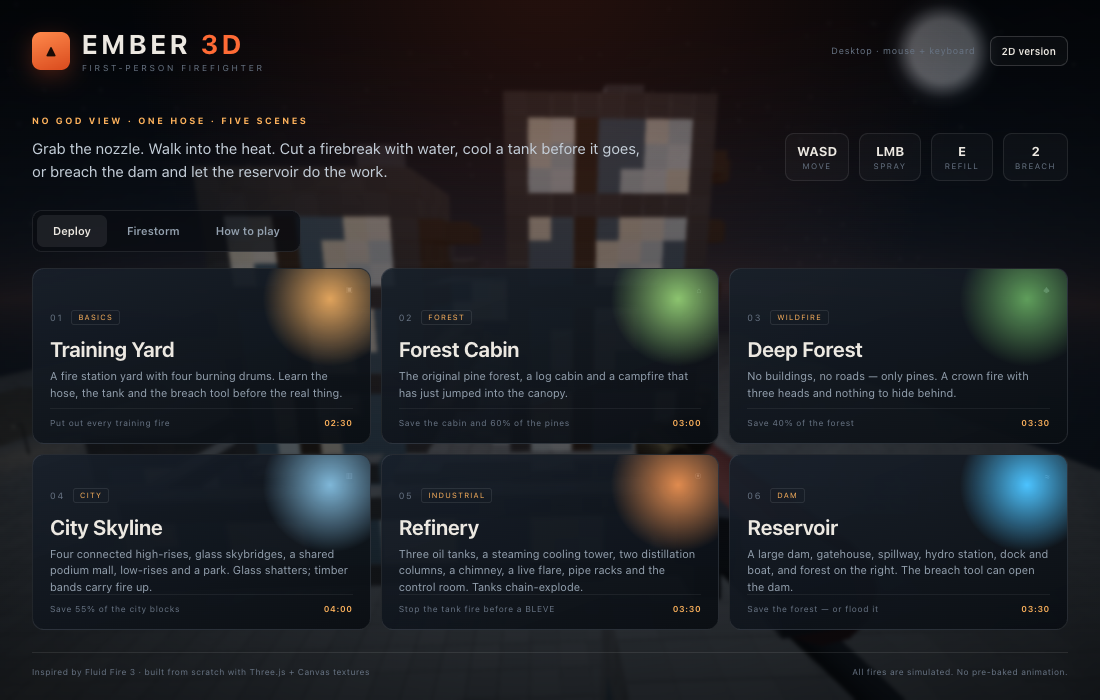 EMBER 3D
FIRST-PERSON FIREFIGHTER
Desktop · mouse + keyboard
2D version
NO GOD VIEW · ONE HOSE · FIVE SCENES
Grab the nozzle. Walk into the heat. Cut a firebreak with water, cool a tank before it goes,
or breach the dam and let the reservoir do the work.
WASD
MOVE
LMB
SPRAY
E
REFILL
2
BREACH
Deploy
Firestorm
How to play
01
BASICS
Training Yard
A fire station yard with four burning drums. Learn the
hose, the tank and the breach tool before the real thing.
Put out every training fire
02:30
02
FOREST
Forest Cabin
The original pine forest, a log cabin and a campfire that
has just jumped into the canopy.
Save the cabin and 60% of the pines
03:00
03
WILDFIRE
Deep Forest
No buildings, no roads — only pines. A crown fire with
three heads and nothing to hide behind.
Save 40% of the forest
03:30
04
CITY
City Skyline
Four connected high-rises, glass skybridges, a shared
podium mall, low-rises and a park. Glass shatters; timber
bands carry fire up.
Save 55% of the city blocks
04:00
05
INDUSTRIAL
Refinery
Three oil tanks, a steaming cooling tower, two distillation
columns, a chimney, a live flare, pipe racks and the
control room. Tanks chain-explode.
Stop the tank fire before a BLEVE
03:30
06
DAM
Reservoir
A large dam, gatehouse, spillway, hydro station, dock and
boat, and forest on the right. The breach tool can open
the dam.
Save the forest — or flood it
03:30
Inspired by Fluid Fire 3 · built from scratch with Three.js + Canvas textures
All fires are simulated. No pre-baked animation.